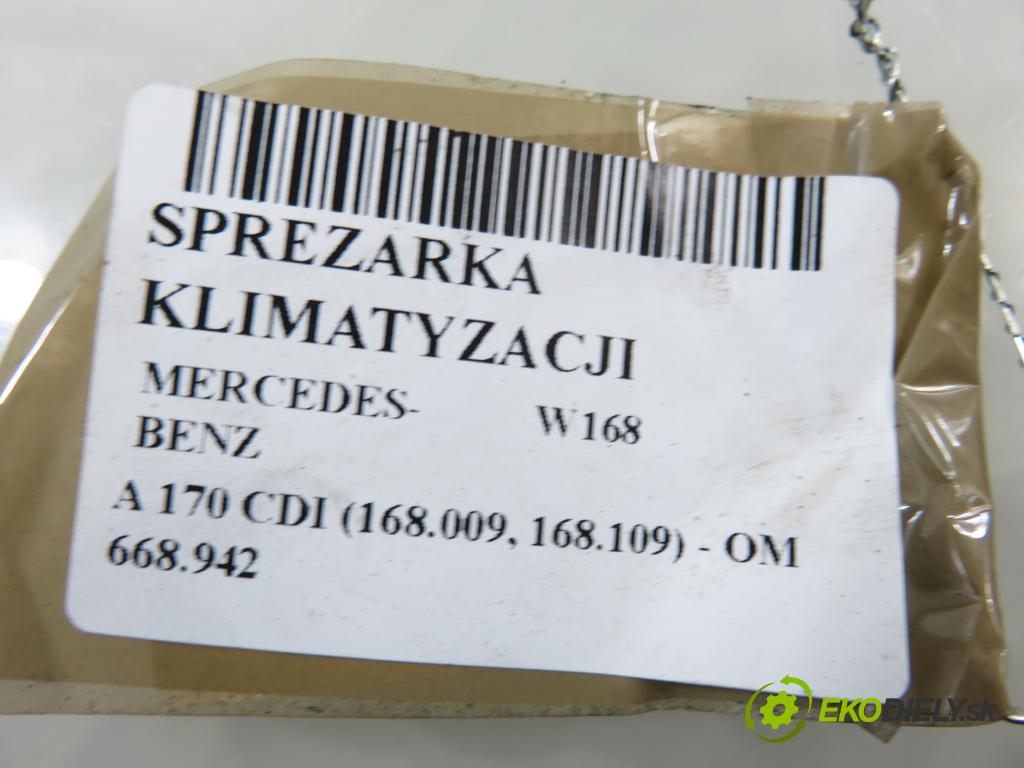 SPREZARKA
KLIMATYZACJI
MERCEDES-
BENZ
W168
A 170 CDI (168.009, 168.109) - OM
668.942
EKODIELY.sk